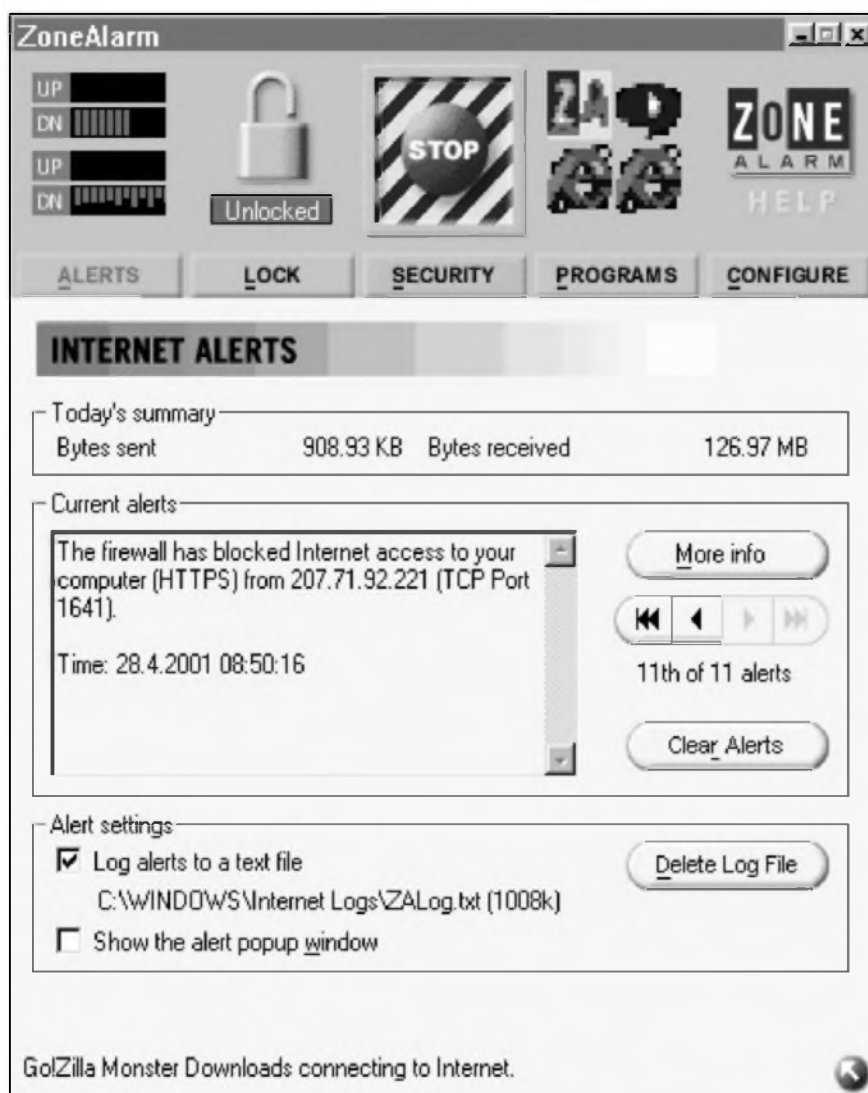 ZoneAlarm
UP
DN
UP
DN
Unlocked
STOP
ZA
ZONE
ALARM
HELP
ALERTS
LOCK
SECURITY
PROGRAMS
CONFIGURE
INTERNET ALERTS
Today's summary
Bytes sent 908.93 KB Bytes received 126.97 MB
Current alerts
The firewall has blocked Internet access to your
computer (HTTPS) from 207.71.92.221 (TCP Port
1641).
Time: 28.4.2001 08:50:16
More info
11th of 11 alerts
Clear Alerts
Alert settings
Log alerts to a text file
Delete Log File
C:\WINDOWS\Internet Logs\ZALog.txt (1008k)
Show the alert popup window
Go!Zilla Monster Downloads connecting to Internet.